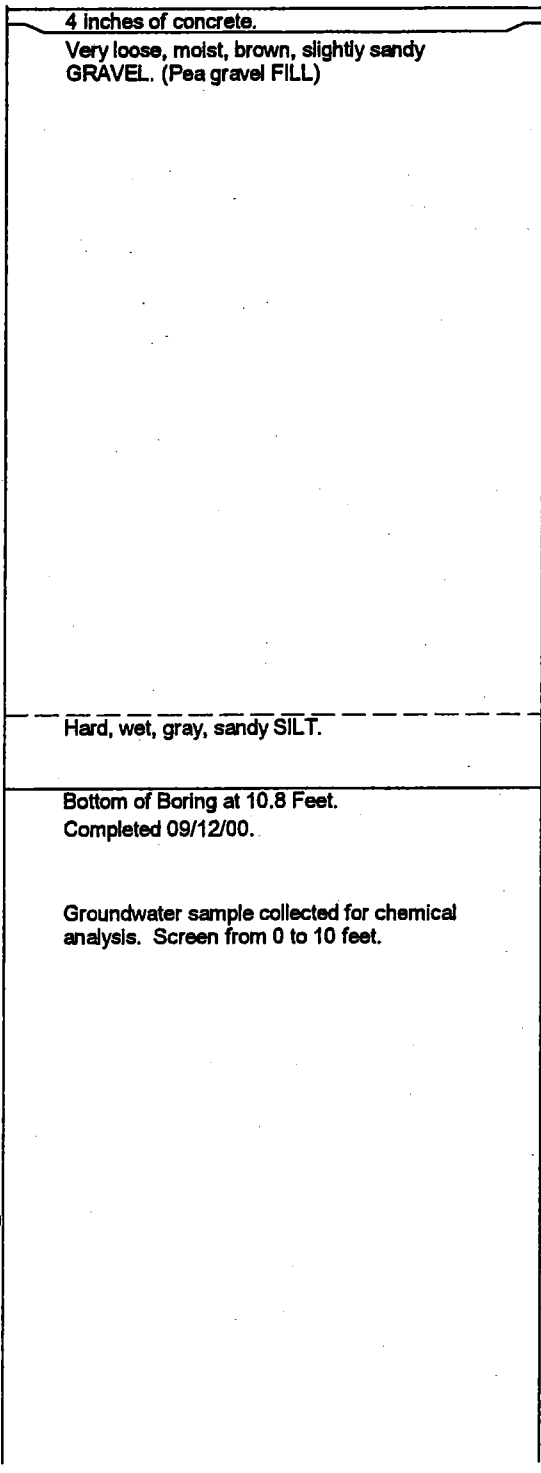 4 inches of concrete.
Very loose, moist, brown, slightly sandy
GRAVEL. (Pea gravel FILL)
Hard, wet, gray, sandy SILT.
Bottom of Boring at 10.8 Feet.
Completed 09/12/00.
Groundwater sample collected for chemical
analysis. Screen from 0 to 10 feet.